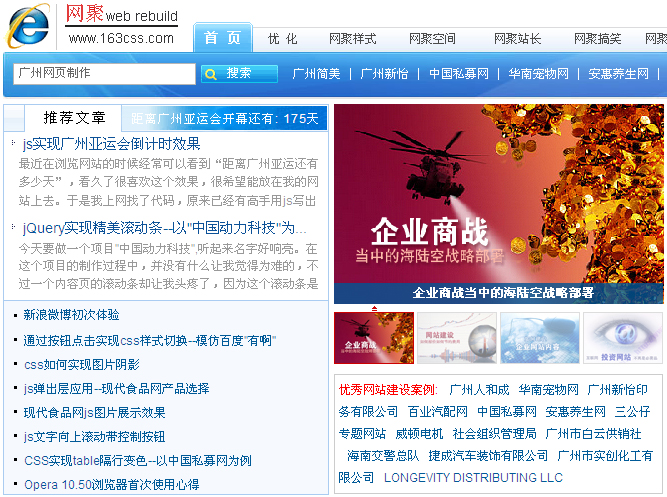 网聚 web rebuild
www.163css.com
首 页 优 化 网聚样式 网聚空间 网聚站长 网聚搞笑 网聚
广州网页制作 搜索 广州简美 | 广州新怡 | 中国私募网 | 华南宠物网 | 安惠养生网 |
推荐文章 距离广州亚运会开幕还有: 175天
js实现广州亚运会倒计时效果
最近在浏览网站的时候经常可以看到“距离广州亚运还有
多少天”，看久了很喜欢这个效果，很希望能放在我的网
站上去。于是我上网找了代码，原来已经有高手用js写出
jQuery实现精美滚动条--以"中国动力科技"为...
今天要做一个项目"中国动力科技",听起来名字好响亮。在
这个项目的制作过程中，并没有什么让我觉得为难的，不
过一个内容页的滚动条却让我头疼了，因为这个滚动条是
新浪微博初次体验
通过按钮点击实现css样式切换--模仿百度"有啊"
css如何实现图片阴影
js弹出层应用--现代食品网产品选择
现代食品网js图片展示效果
js文字向上滚动带控制按钮
CSS实现table隔行变色--以中国私募网为例
Opera 10.50浏览器首次使用心得
企业商战
当中的海陆空战略部署
企业商战当中的海陆空战略部署
企业商战
当中的海陆空战略部署
网站建设
企业网站内容
投资网站
优秀网站建设案例: 广州人和成 华南宠物网 广州新怡印
务有限公司 百业汽配网 中国私募网 安惠养生网 三公仔
专题网站 威顿电机 社会组织管理局 广州市白云供销社
海南交警总队 捷成汽车装饰有限公司 广州市实创化工有
限公司 LONGEVITY DISTRIBUTING LLC